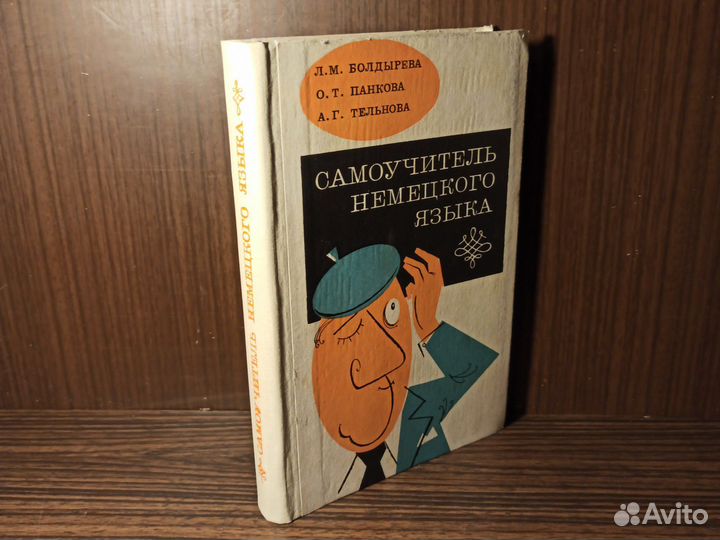 Л.М. БОЛДЫРЕВА
О.Т. ПАНКОВА
А.Г. ТЕЛЬНОВА
САМОУЧИТЕЛЬ
НЕМЕЦКОГО
ЯЗЫКА
САМОУЧИТЕЛЬ НЕМЕЦКОГО ЯЗЫКА
Avito